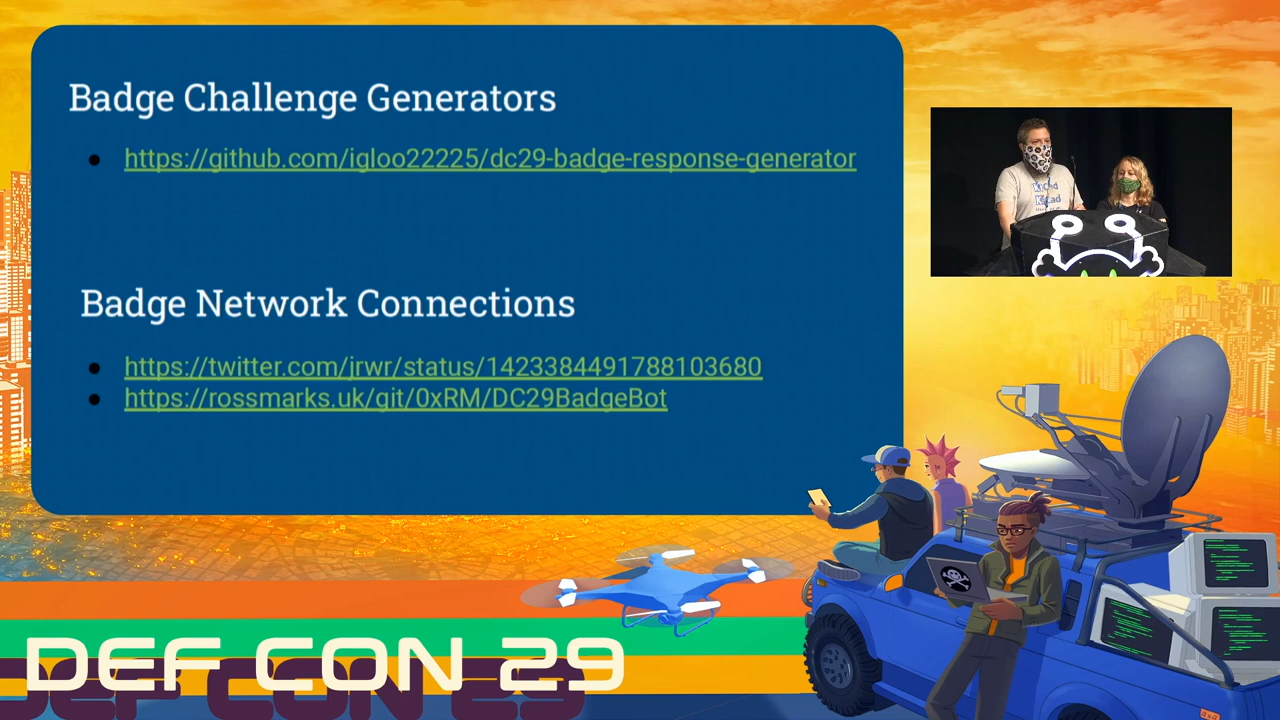 Badge Challenge Generators
https://github.com/igloo22225/dc29-badge-response-generator
Badge Network Connections
https://twitter.com/jrwr/status/1423384491788103680
https://rossmarks.uk/git/0xRM/DC29BadgeBot
DEF CON 29